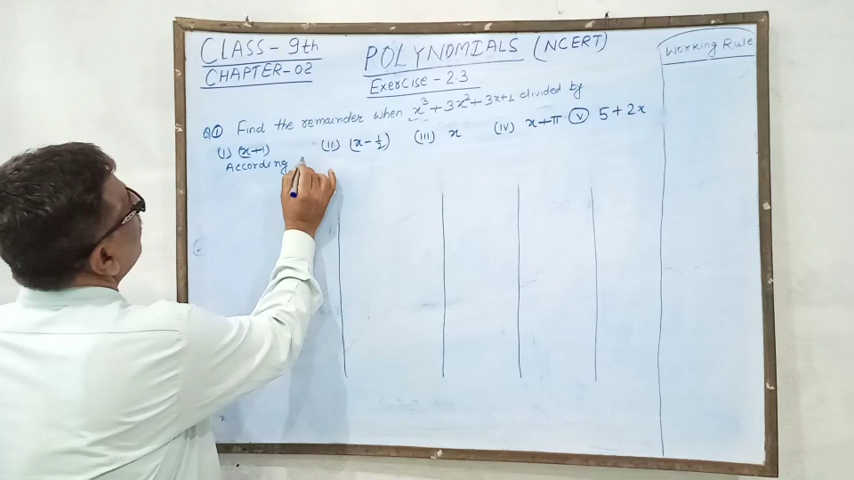 CLASS - 9th
CHAPTER-02
POLYNOMIALS (NCERT)
Exercise - 2.3
Working Rule
Q① Find the remainder when x³ + 3x² + 3x+1 divided by
(i) (x+1) (ii) (x - 1/2) (iii) x (iv) x+π (v) 5+2x
According